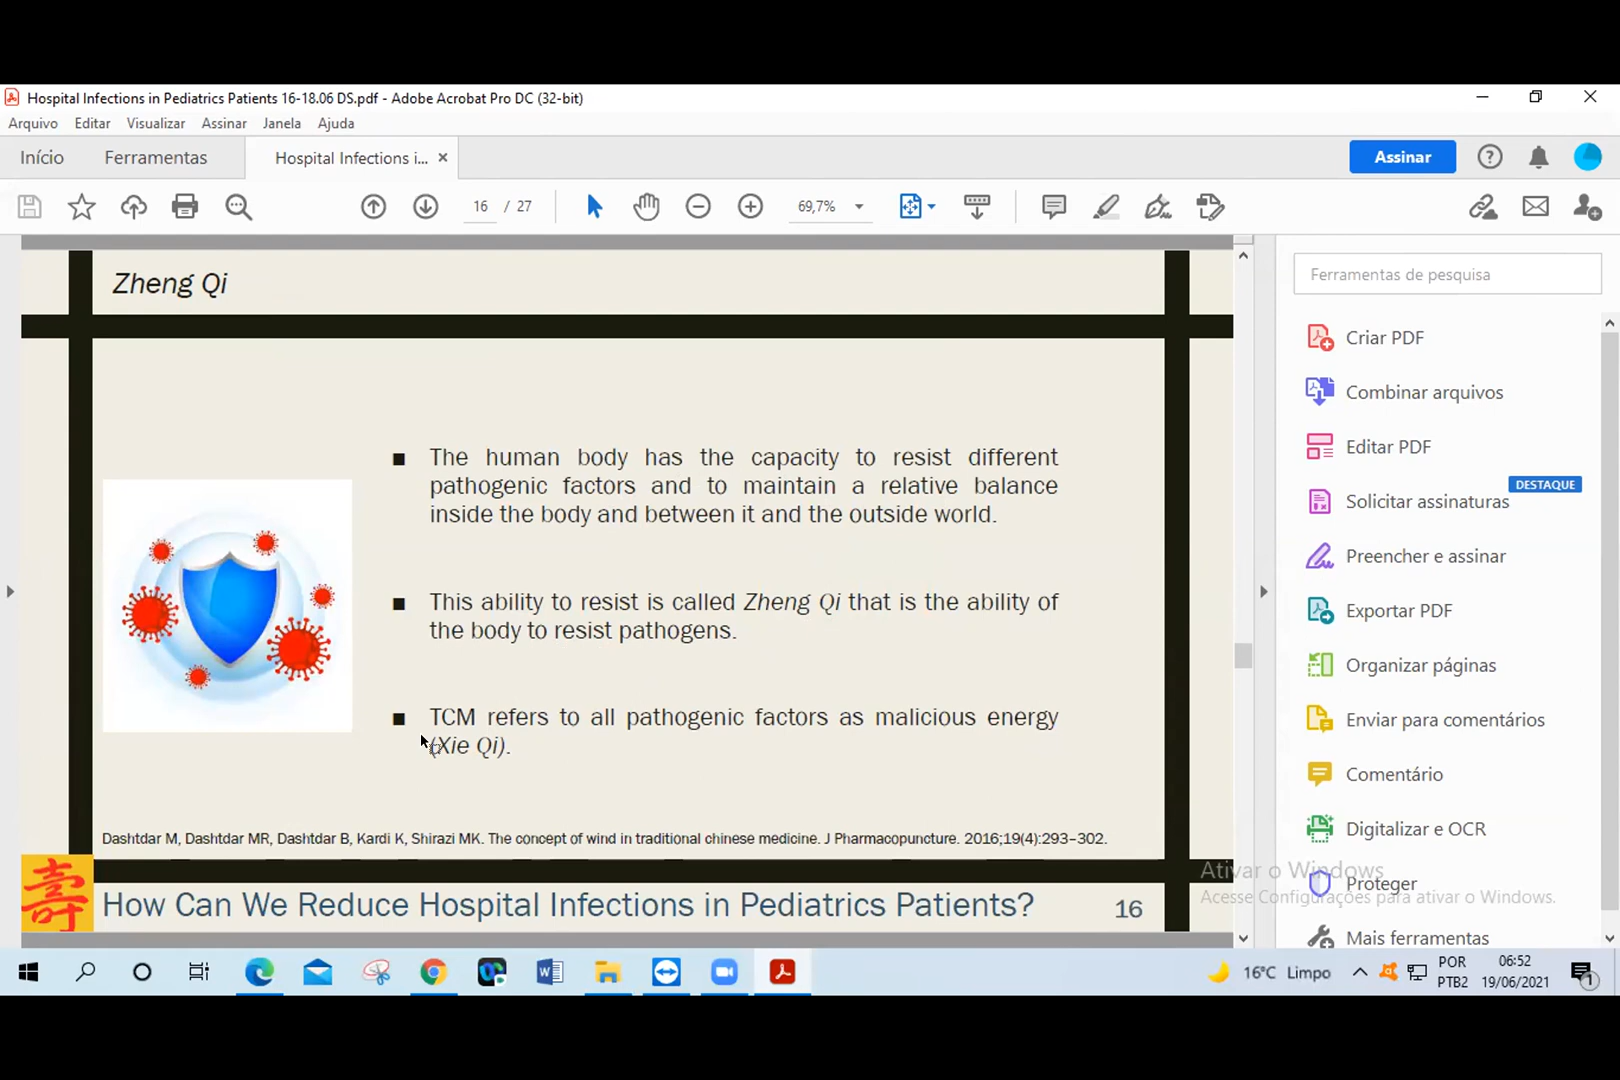 Hospital Infections in Pediatrics Patients 16-18.06 DS.pdf - Adobe Acrobat Pro DC (32-bit)
Arquivo Editar Visualizar Assinar Janela Ajuda
Início Ferramentas Hospital Infections i... Assinar
16 / 27 69,7%
Zheng Qi
The human body has the capacity to resist different
pathogenic factors and to maintain a relative balance
inside the body and between it and the outside world.
This ability to resist is called Zheng Qi that is the ability of
the body to resist pathogens.
TCM refers to all pathogenic factors as malicious energy
(Xie Qi).
Dashtdar M, Dashtdar MR, Dashtdar B, Kardi K, Shirazi MK. The concept of wind in traditional chinese medicine. J Pharmacopuncture. 2016;19(4):293–302.
壽
How Can We Reduce Hospital Infections in Pediatrics Patients? 16
Ferramentas de pesquisa
Criar PDF
Combinar arquivos
Editar PDF
DESTAQUE
Solicitar assinaturas
Preencher e assinar
Exportar PDF
Organizar páginas
Enviar para comentários
Comentário
Digitalizar e OCR
Ativar o Windows
Proteger
Acesse Configurações para ativar o Windows.
Mais ferramentas
16°C Limpo
POR
PTB2
06:52
19/06/2021
1